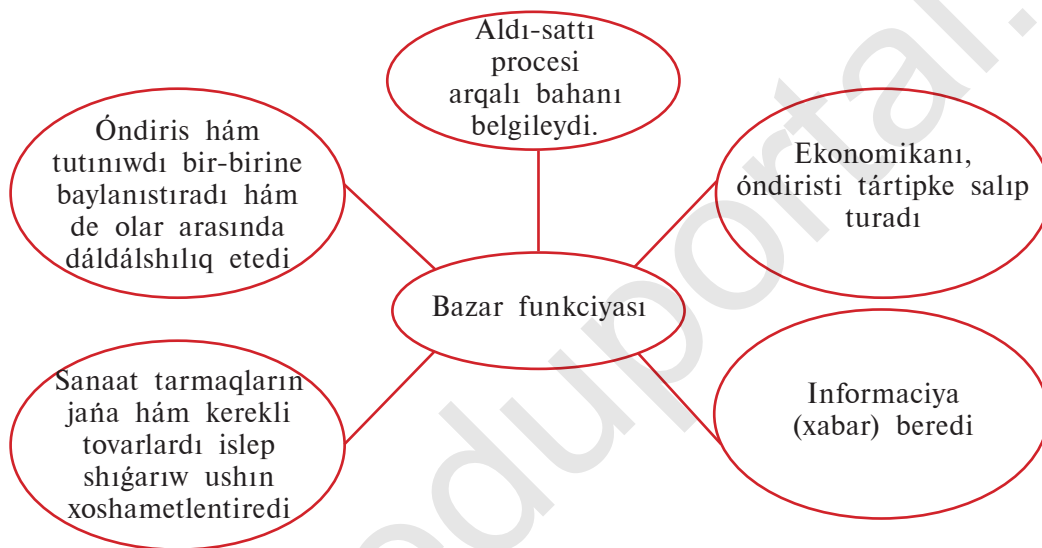 Aldı-sattı
procesi
arqalı bahanı
belgileydi.
Óndiris hám
tutınıwdı bir-birine
baylanıstıradı hám
de olar arasında
dáldálshılıq etedi
Ekonomikanı,
óndiristi tártipke salıp
turadı
Bazar funkciyası
Sanaat tarmaqların
jańa hám kerekli
tovarlardı islep
shıǵarıw ushın
xoshametlentiredi
Informaciya
(xabar) beredi
eduportal.